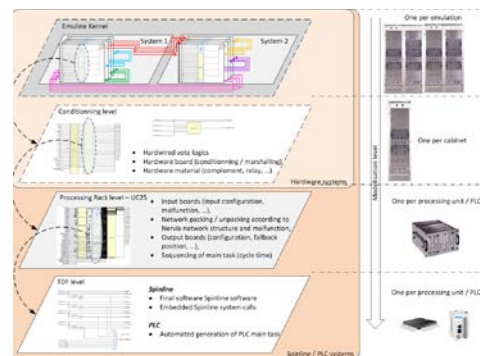 Emuline Kernel
System 1
System 2
One per emulation
Conditionning level
• Hardwired vote logics
• Hardware board (conditionning / marshalling),
• Hardware material (complement, relay, ...)
Hardware systems
One per cabinet
Modelisation level
Processing Rack level – UC25
• Input boards (input configuration,
malfunction, ...),
• Network packing / unpacking according to
Nervia network structure and malfunction,
• Output boards (configuration, fallback
position, ...),
• Sequencing of main task (cycle time)
One per processing unit / PLC
EDF level
Spinline
• Final software Spinline software
• Embedded Spinline system calls
PLC
• Automated generation of PLC main task
One per processing unit / PLC
Spinline / PLC systems